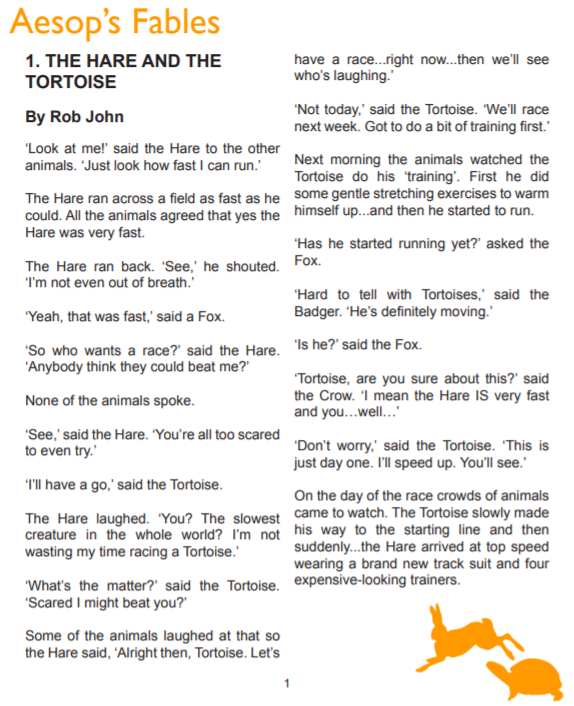 Aesop's Fables
1. THE HARE AND THE
TORTOISE
By Rob John
‘Look at me!’ said the Hare to the other
animals. ‘Just look how fast I can run.’
The Hare ran across a field as fast as he
could. All the animals agreed that yes the
Hare was very fast.
The Hare ran back. ‘See,’ he shouted.
‘I’m not even out of breath.’
‘Yeah, that was fast,’ said a Fox.
‘So who wants a race?’ said the Hare.
‘Anybody think they could beat me?’
None of the animals spoke.
‘See,’ said the Hare. ‘You’re all too scared
to even try.’
‘I’ll have a go,’ said the Tortoise.
The Hare laughed. ‘You? The slowest
creature in the whole world? I’m not
wasting my time racing a Tortoise.’
‘What’s the matter?’ said the Tortoise.
‘Scared I might beat you?’
Some of the animals laughed at that so
the Hare said, ‘Alright then, Tortoise. Let’s
have a race...right now...then we’ll see
who’s laughing.’
‘Not today,’ said the Tortoise. ‘We’ll race
next week. Got to do a bit of training first.’
Next morning the animals watched the
Tortoise do his ‘training’. First he did
some gentle stretching exercises to warm
himself up...and then he started to run.
‘Has he started running yet?’ asked the
Fox.
‘Hard to tell with Tortoises,’ said the
Badger. ‘He’s definitely moving.’
‘Is he?’ said the Fox.
‘Tortoise, are you sure about this?’ said
the Crow. ‘I mean the Hare IS very fast
and you…well…’
‘Don’t worry,’ said the Tortoise. ‘This is
just day one. I’ll speed up. You’ll see.’
On the day of the race crowds of animals
came to watch. The Tortoise slowly made
his way to the starting line and then
suddenly...the Hare arrived at top speed
wearing a brand new track suit and four
expensive-looking trainers.
1